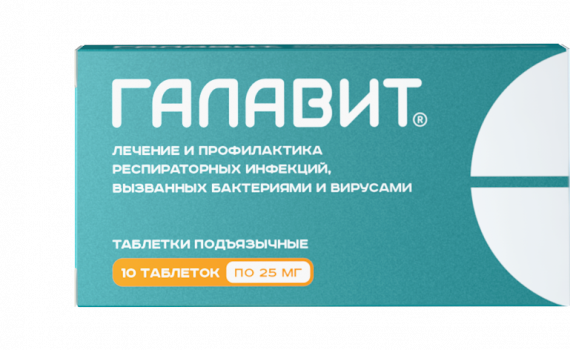 ГАЛАВИТ®
ЛЕЧЕНИЕ И ПРОФИЛАКТИКА
РЕСПИРАТОРНЫХ ИНФЕКЦИЙ,
ВЫЗВАННЫХ БАКТЕРИЯМИ И ВИРУСАМИ
ТАБЛЕТКИ ПОДЪЯЗЫЧНЫЕ
10 ТАБЛЕТОК ПО 25 МГ